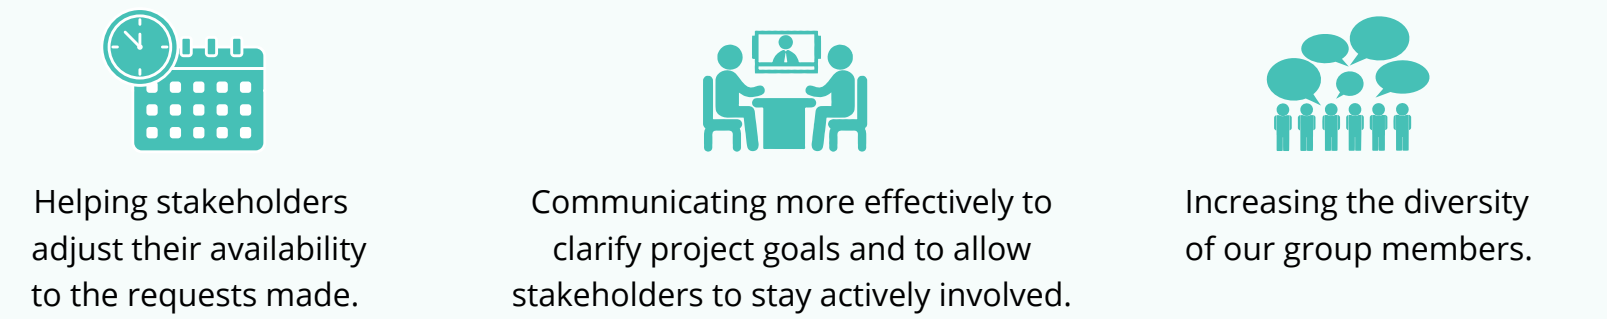 Helping stakeholders
adjust their availability
to the requests made.
Communicating more effectively to
clarify project goals and to allow
stakeholders to stay actively involved.
Increasing the diversity
of our group members.